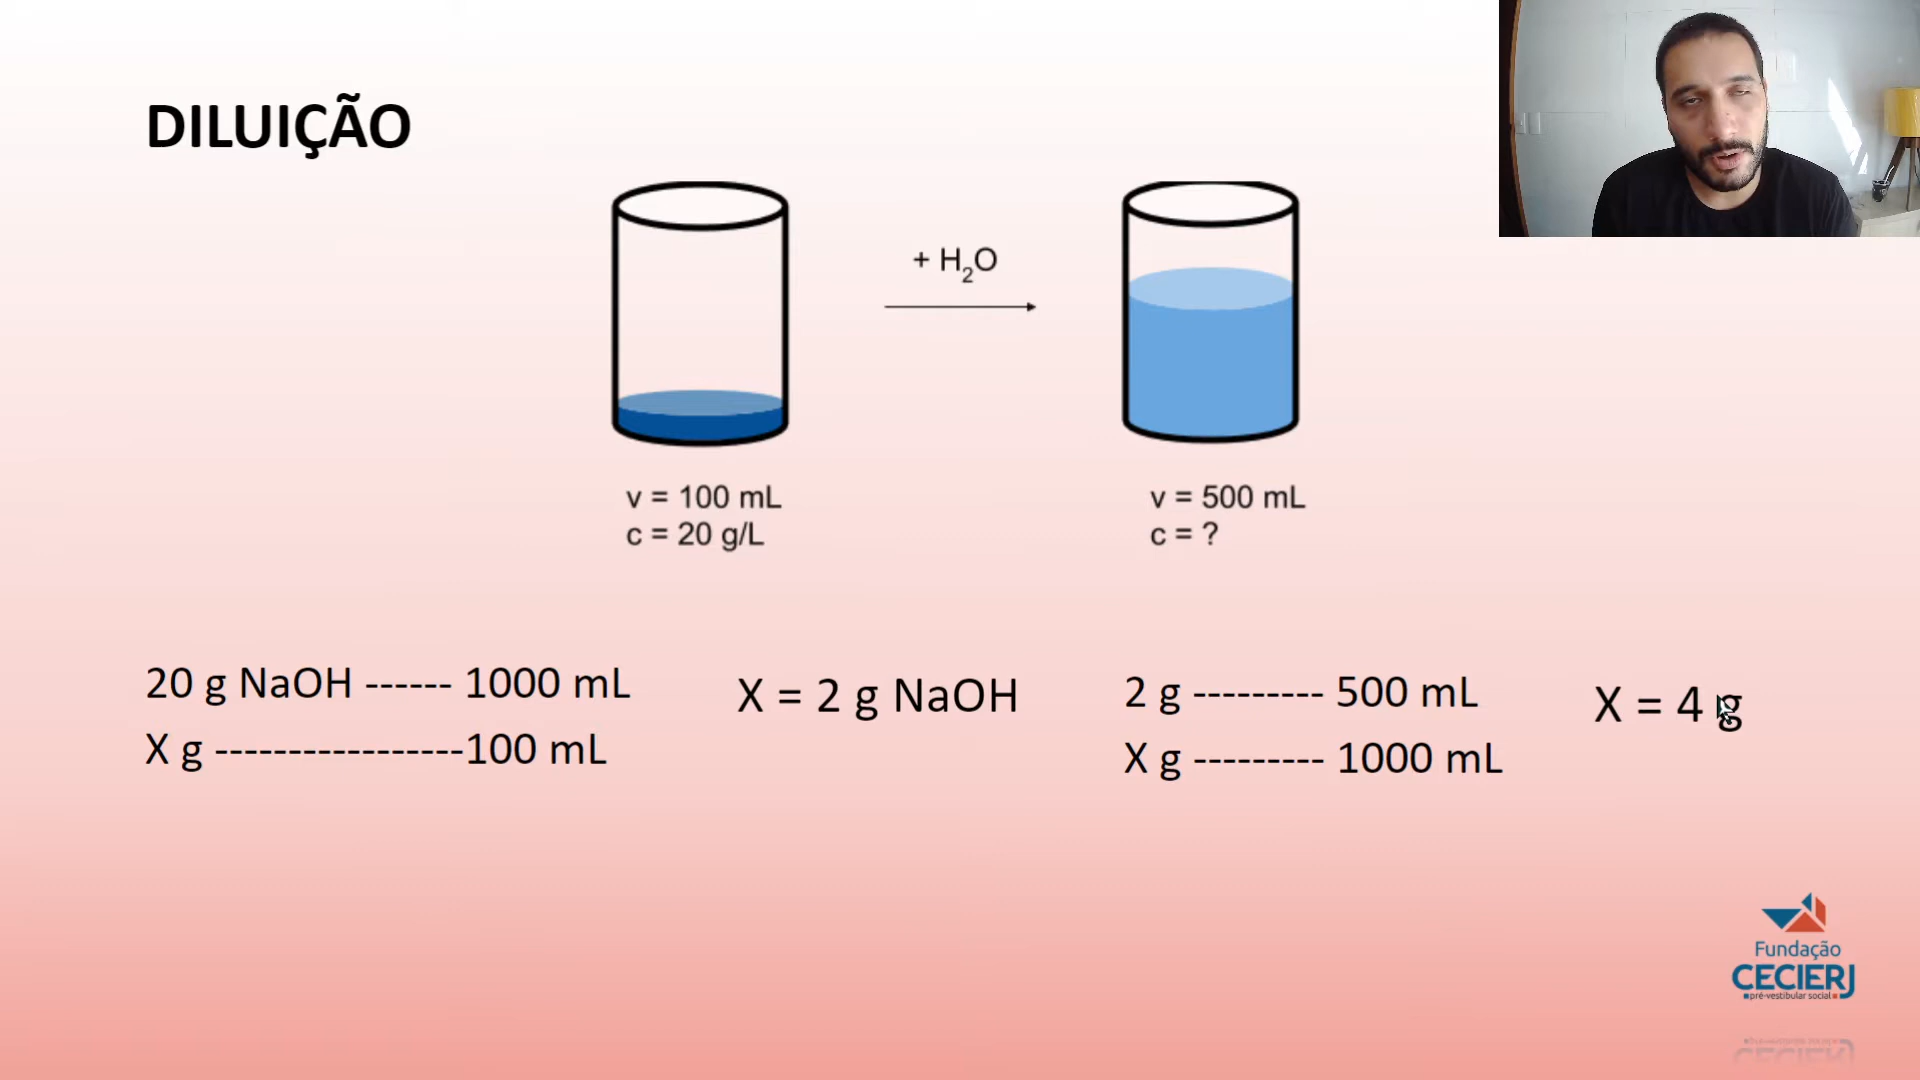 DILUIÇÃO
+ H₂O
v = 100 mL
c = 20 g/L
v = 500 mL
c = ?
20 g NaOH ------ 1000 mL
X g -----------------100 mL
X = 2 g NaOH
2 g --------- 500 mL
X g --------- 1000 mL
X = 4 g
Fundação
CECIERJ
pré-vestibular social